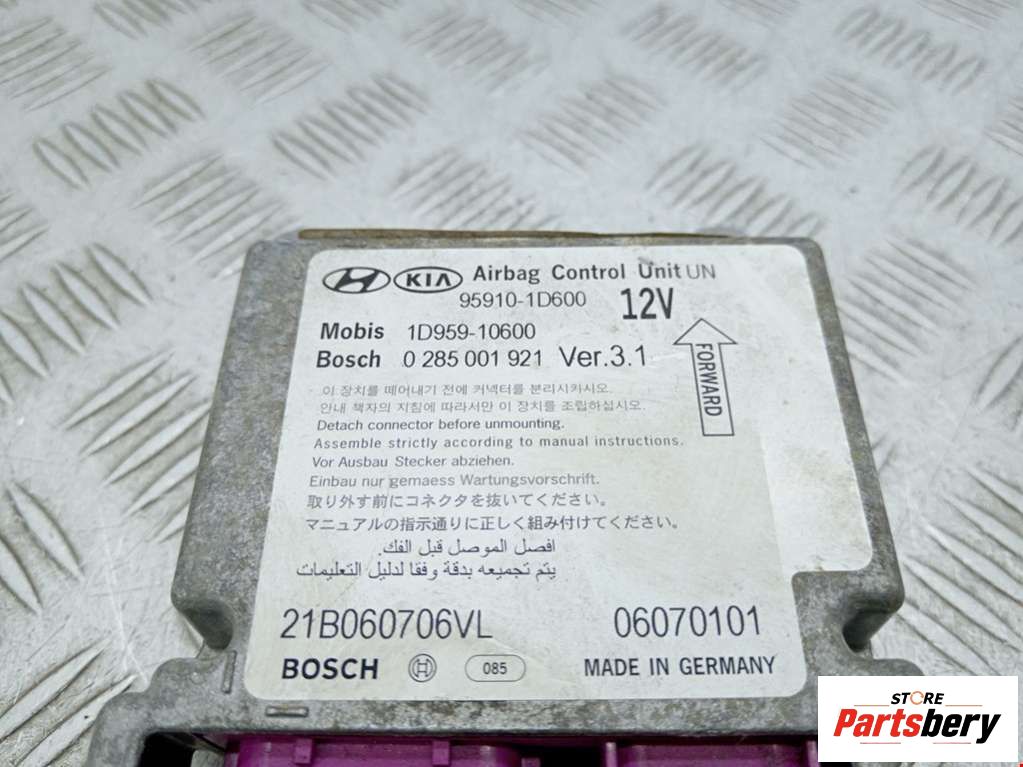 KIA Airbag Control Unit UN
95910-1D600 12V
Mobis 1D959-10600
Bosch 0 285 001 921 Ver.3.1
FORWARD
이 장치를 떼어내기 전에 커넥터를 분리시키시오.
안내 책자의 지침에 따라서만 이 장치를 조립하십시오.
Detach connector before unmounting.
Assemble strictly according to manual instructions.
Vor Ausbau Stecker abziehen.
Einbau nur gemaess Wartungsvorschrift.
取り外す前にコネクタを抜いてください。
マニュアルの指示通りに正しく組み付けてください。
افصل الموصل قبل الفك.
يتم تجميعه بدقة وفقا لدليل التعليمات
21B060706VL 06070101
BOSCH 085 MADE IN GERMANY
STORE
Partsbery